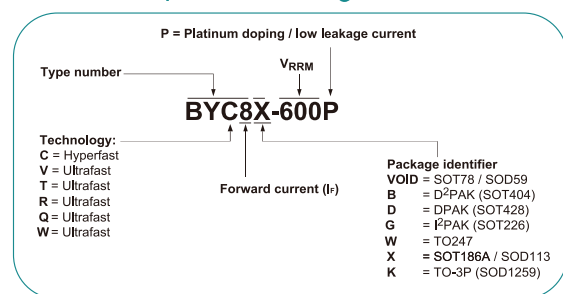 P = Platinum doping / low leakage current
Type number
VRRM
BYC8X-600P
Technology:
C = Hyperfast
V = Ultrafast
T = Ultrafast
R = Ultrafast
Q = Ultrafast
W = Ultrafast
Forward current (IF)
Package identifier
VOID = SOT78 / SOD59
B = D²PAK (SOT404)
D = DPAK (SOT428)
G = I²PAK (SOT226)
W = TO247
X = SOT186A / SOD113
K = TO-3P (SOD1259)